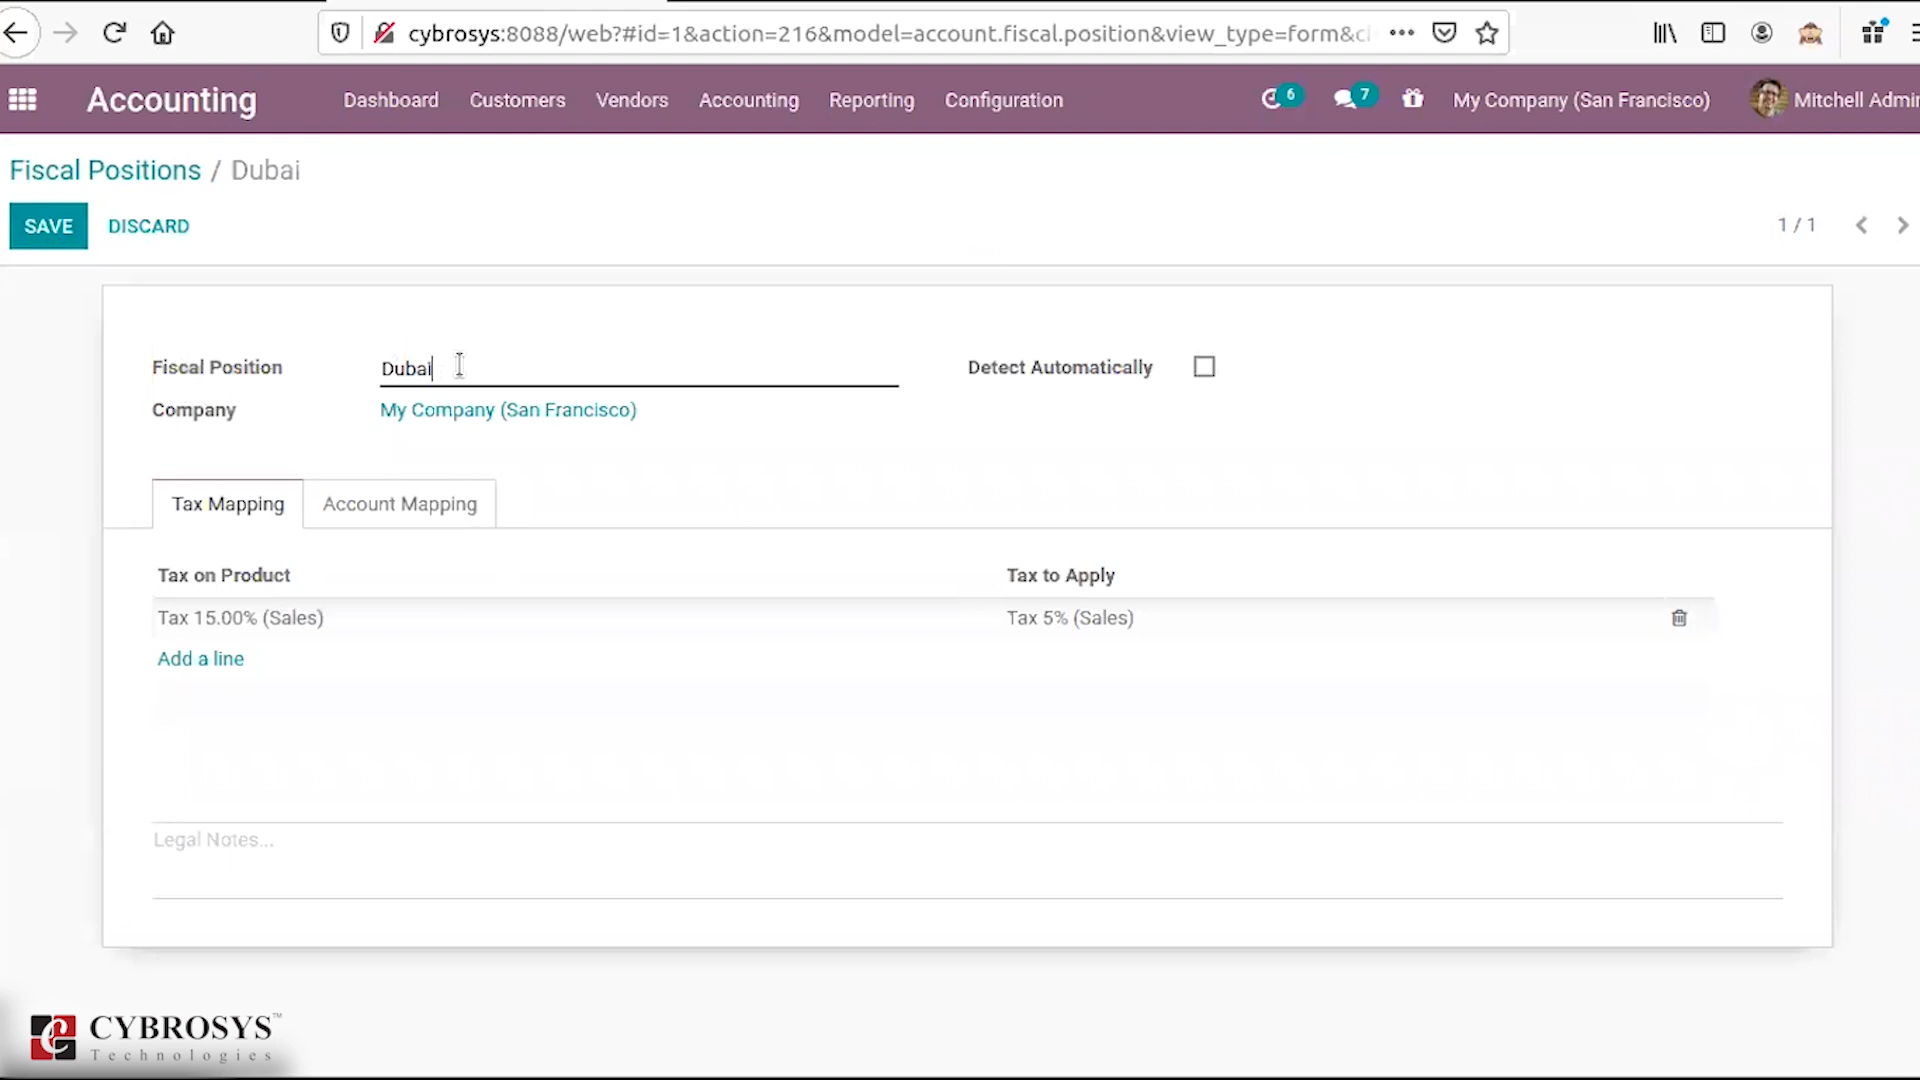 cybrosys:8088/web?#id=1&action=216&model=account.fiscal.position&view_type=form&c
Accounting Dashboard Customers Vendors Accounting Reporting Configuration 6 7 My Company (San Francisco) Mitchell Admin
Fiscal Positions / Dubai
SAVE DISCARD 1 / 1
Fiscal Position Dubai Detect Automatically
Company My Company (San Francisco)
Tax Mapping Account Mapping
Tax on Product Tax to Apply
Tax 15.00% (Sales) Tax 5% (Sales)
Add a line
Legal Notes...
CYBROSYS™
Technologies